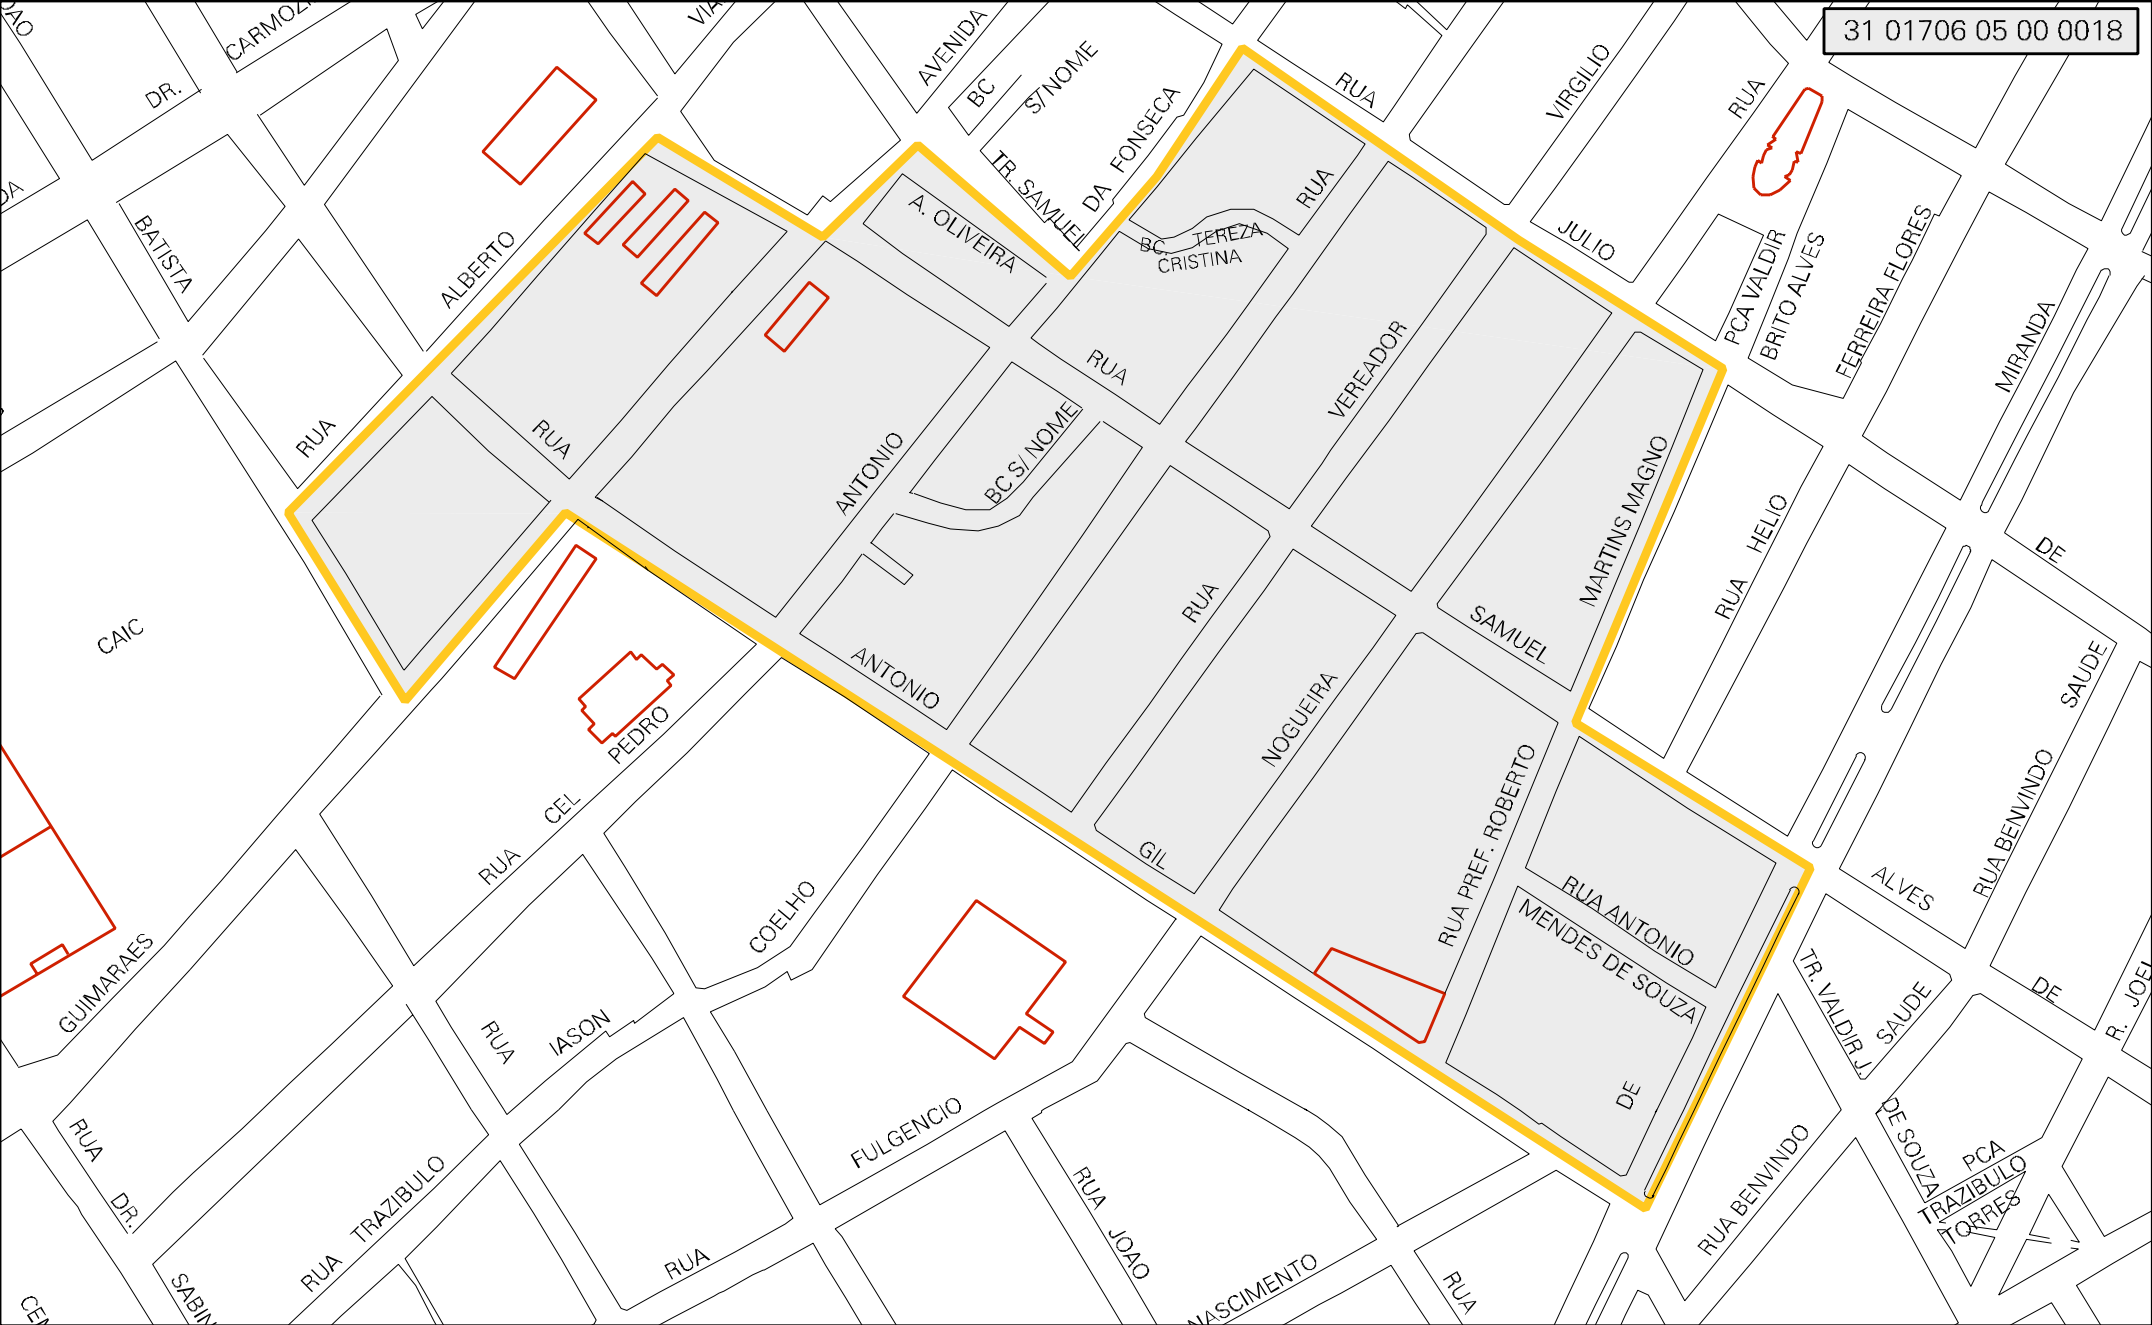 31 01706 05 00 0018
DR.
BATISTA
ALBERTO
RUA
AVENIDA
BC
S/ NOME
TR. SAMUEL
DA FONSECA
RUA
VIRGILIO
RUA
JULIO
PCA VALDIR
BRITO ALVES
FERREIRA FLORES
MIRANDA
A. OLIVEIRA
BC. TEREZA
CRISTINA
RUA
RUA
VEREADOR
RUA
ANTONIO
BC S/ NOME
MARTINS MAGNO
RUA HELIO
DE
SAUDE
RUA BENVINDO
CAIC
RUA
SAMUEL
ANTONIO
NOGUEIRA
GIL
RUA PREF. ROBERTO
RUA ANTONIO
MENDES DE SOUZA
DE
ALVES
DE
TR. VALDIR J.
SAUDE
DE SOUZA
PCA
TRAZIBULO
TORRES
RUA BENVINDO
RUA CEL PEDRO
COELHO
GUIMARAES
RUA
IASON
RUA
DR.
RUA TRAZIBULO
FULGENCIO
RUA
RUA JOAO
NASCIMENTO
RUA
R. JOEL